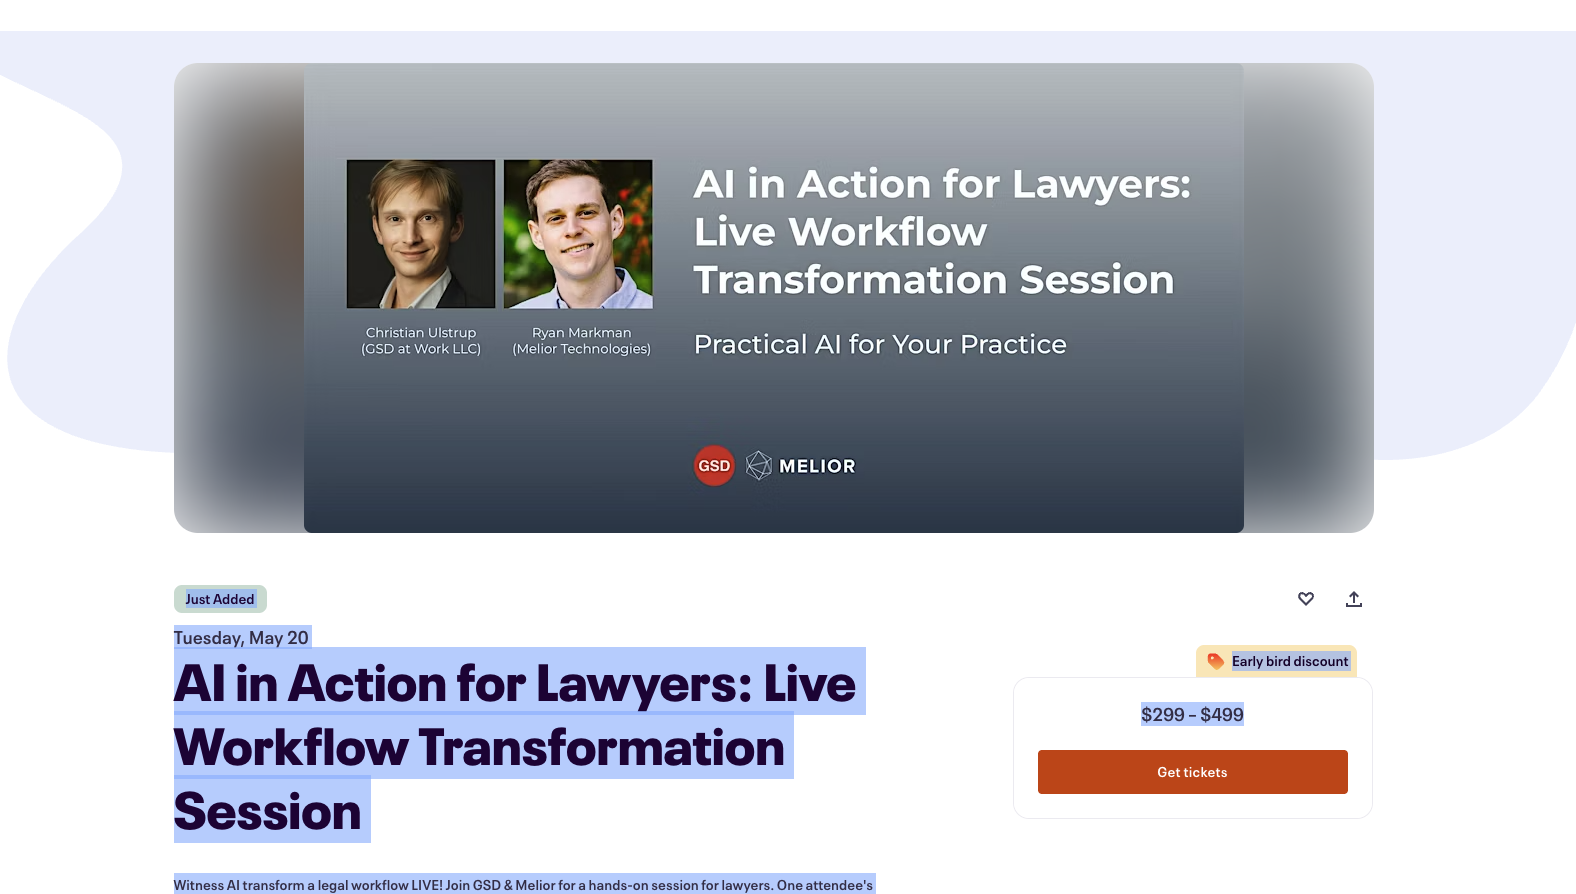 AI in Action for Lawyers:
Live Workflow
Transformation Session
Christian Ulstrup
(GSD at Work LLC)
Ryan Markman
(Melior Technologies)
Practical AI for Your Practice
GSD
MELIOR
Just Added
Tuesday, May 20
AI in Action for Lawyers: Live
Workflow Transformation
Session
Early bird discount
$299 – $499
Get tickets
Witness AI transform a legal workflow LIVE! Join GSD & Melior for a hands-on session for lawyers. One attendee's